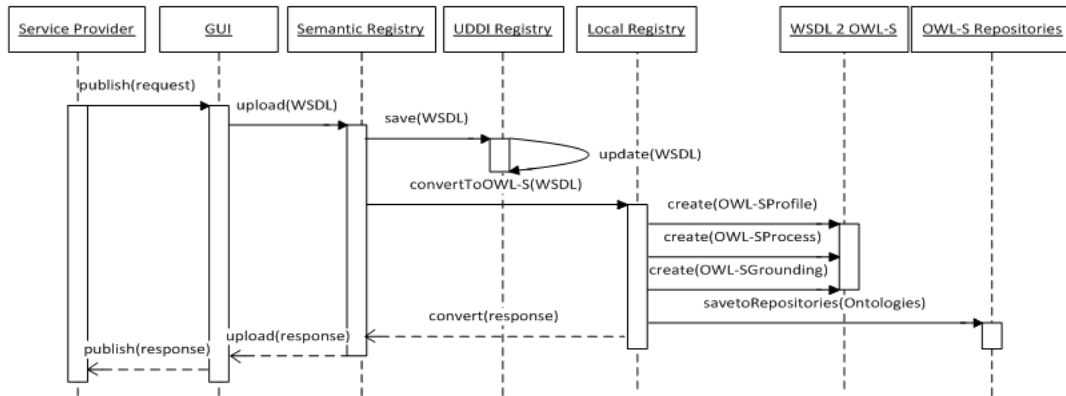 Service Provider
GUI
Semantic Registry
UDDI Registry
Local Registry
WSDL 2 OWL-S
OWL-S Repositories
publish(request)
upload(WSDL)
save(WSDL)
update(WSDL)
convertToOWL-S(WSDL)
create(OWL-SProfile)
create(OWL-SProcess)
create(OWL-SGrounding)
savetoRepositories(Ontologies)
convert(response)
upload(response)
publish(response)